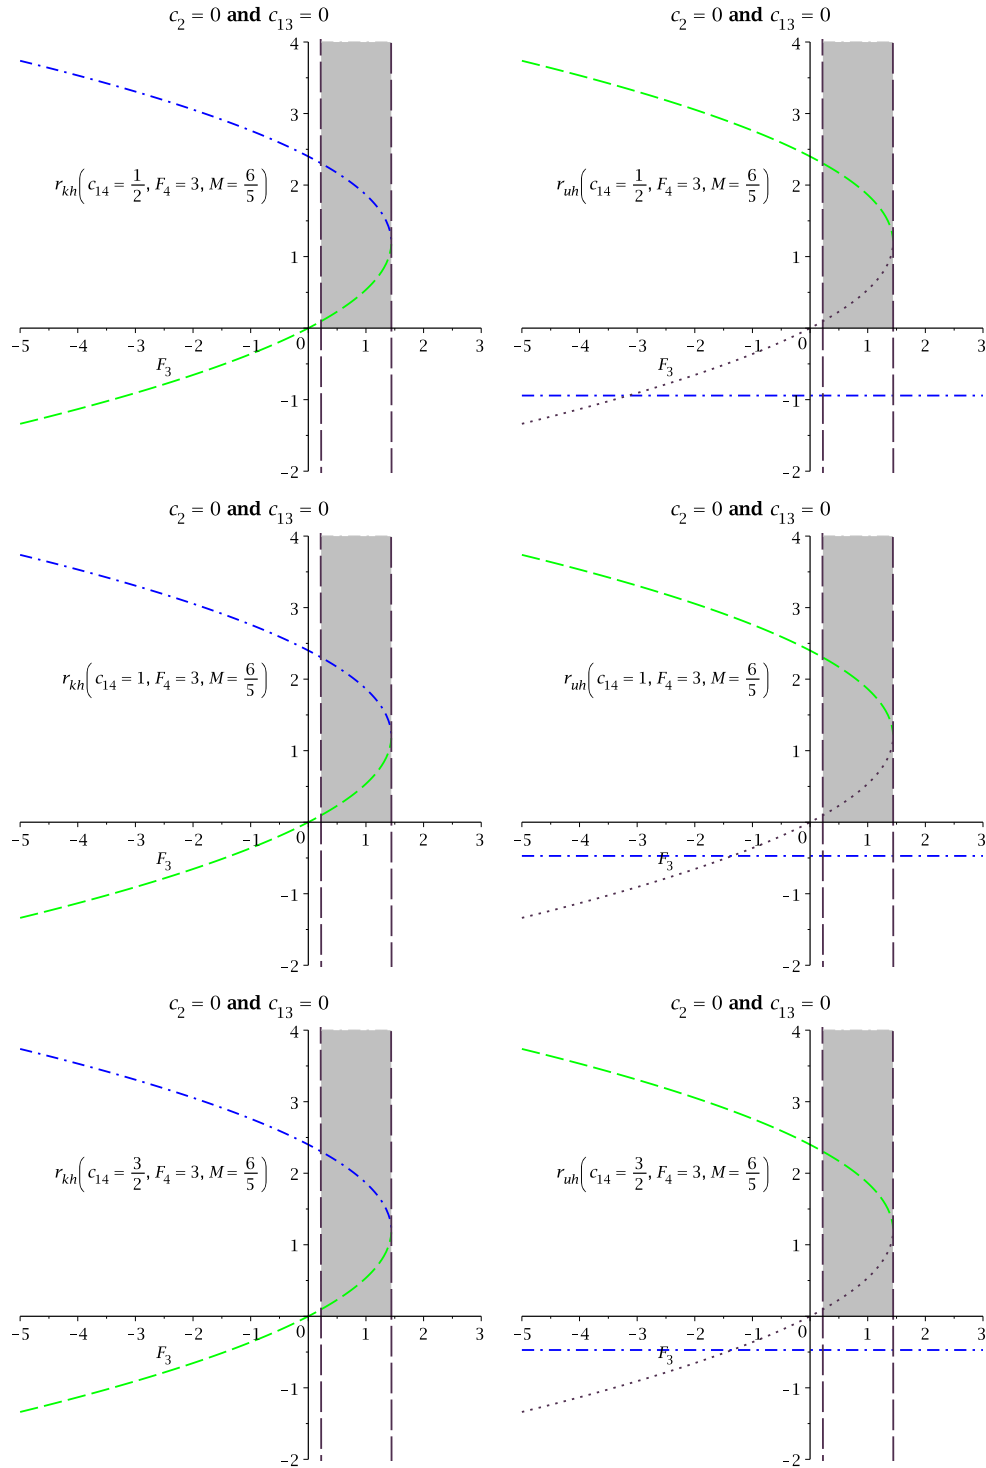 c₂ = 0 and c₁₃ = 0
4
3
r_kh(c₁₄ = 1/2, F₄ = 3, M = 6/5)
2
1
−5 −4 −3 −2 −1 0 1 2 3
F₃
−1
−2
c₂ = 0 and c₁₃ = 0
4
3
r_uh(c₁₄ = 1/2, F₄ = 3, M = 6/5)
2
1
−5 −4 −3 −2 −1 0 1 2 3
F₃
−1
−2
c₂ = 0 and c₁₃ = 0
4
3
r_kh(c₁₄ = 1, F₄ = 3, M = 6/5)
2
1
−5 −4 −3 −2 −1 0 1 2 3
F₃
−1
−2
c₂ = 0 and c₁₃ = 0
4
3
r_uh(c₁₄ = 1, F₄ = 3, M = 6/5)
2
1
−5 −4 −3 −2 −1 0 1 2 3
F₃
−1
−2
c₂ = 0 and c₁₃ = 0
4
3
r_kh(c₁₄ = 3/2, F₄ = 3, M = 6/5)
2
1
−5 −4 −3 −2 −1 0 1 2 3
F₃
−1
−2
c₂ = 0 and c₁₃ = 0
4
3
r_uh(c₁₄ = 3/2, F₄ = 3, M = 6/5)
2
1
−5 −4 −3 −2 −1 0 1 2 3
F₃
−1
−2